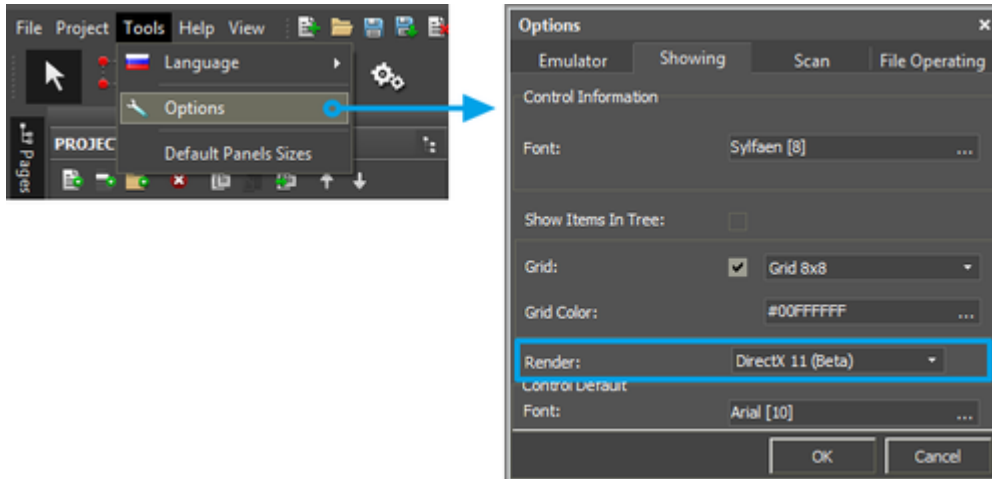 File Project Tools Help View
Language
Options
Default Panels Sizes
Pages
PROJEC
Options
Emulator Showing Scan File Operating
Control Information
Font: Sylfaen [8] ...
Show Items In Tree:
Grid: Grid 8x8
Grid Color: #00FFFFFF ...
Render: DirectX 11 (Beta)
Control Default
Font: Arial [10] ...
OK Cancel